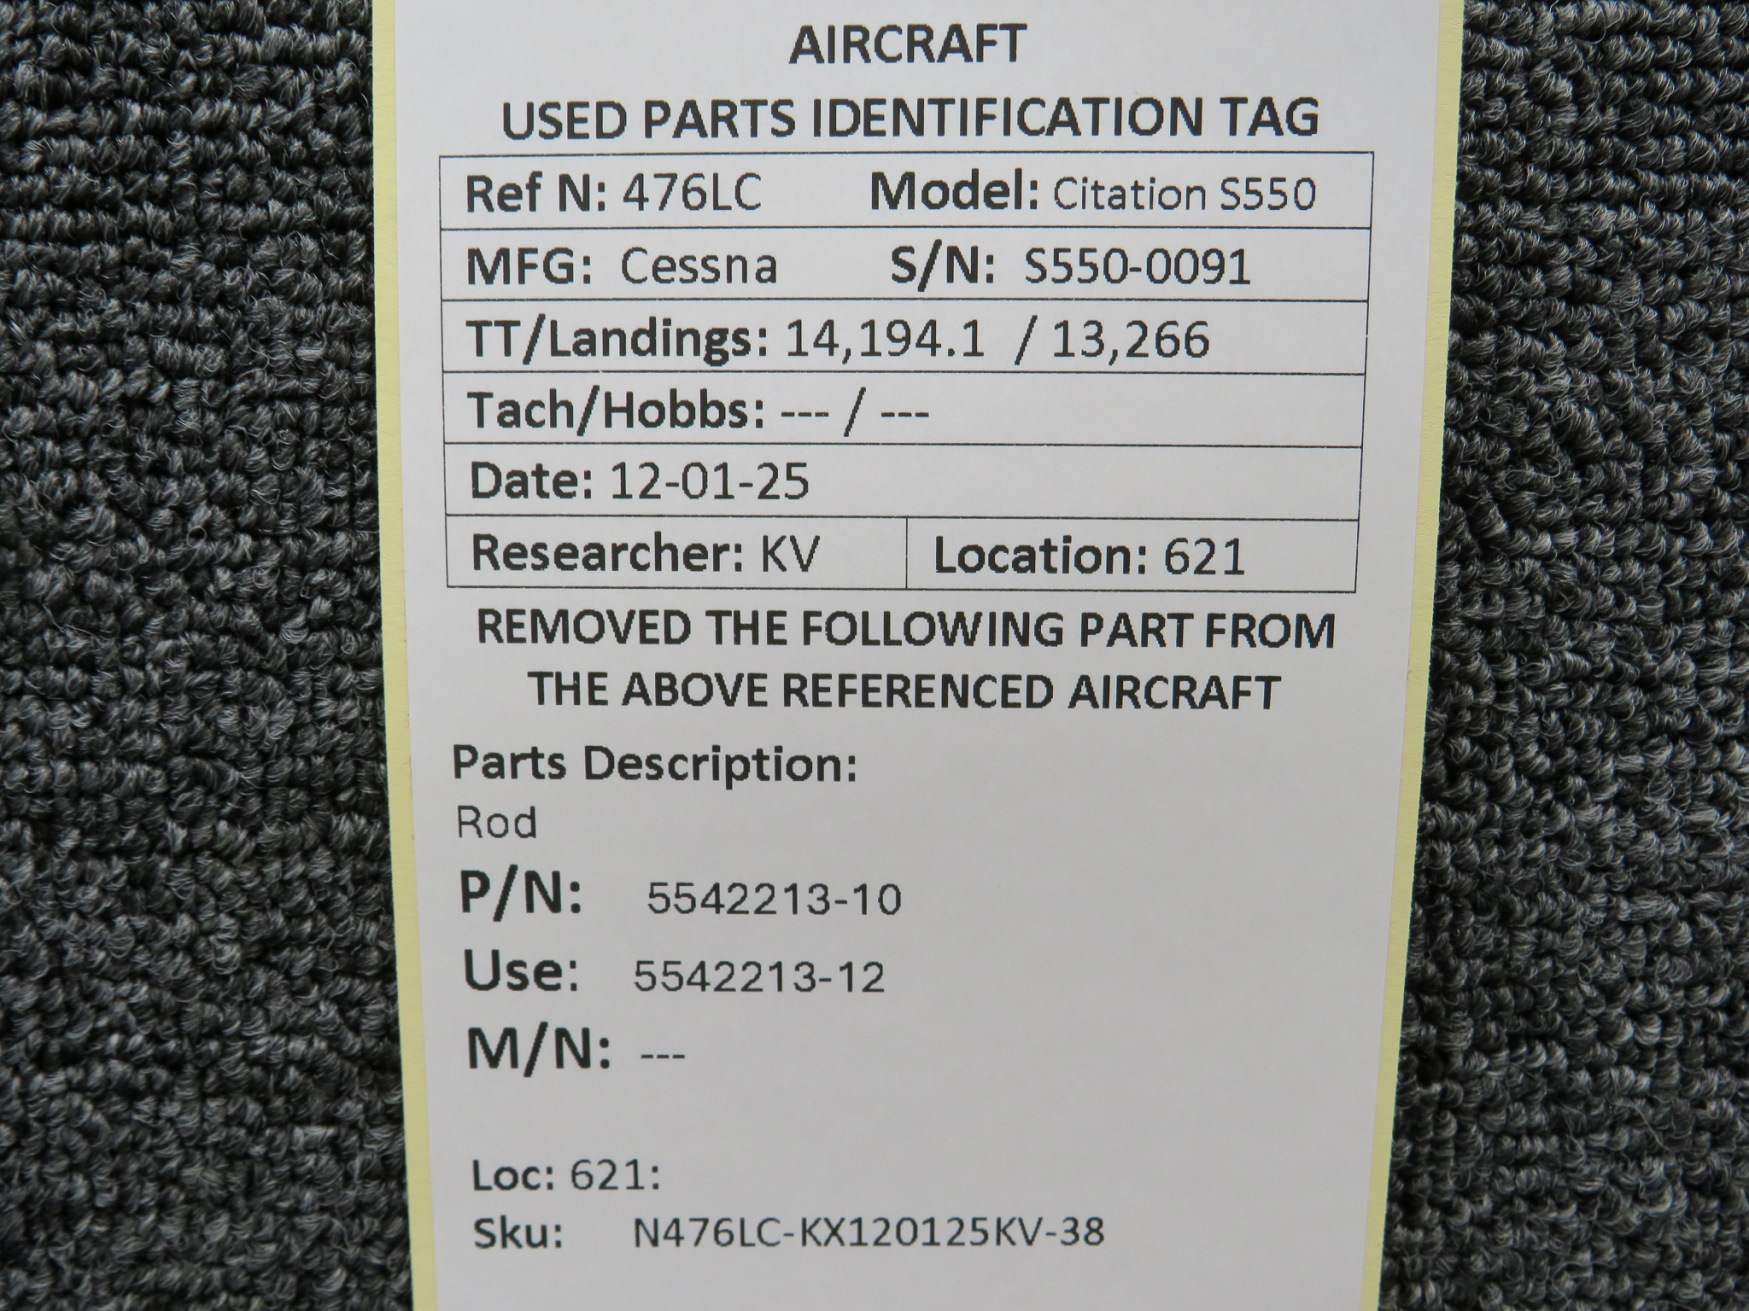 AIRCRAFT
USED PARTS IDENTIFICATION TAG
Ref N: 476LC Model: Citation S550
MFG: Cessna S/N: S550-0091
TT/Landings: 14,194.1 / 13,266
Tach/Hobbs: --- / ---
Date: 12-01-25
Researcher: KV Location: 621
REMOVED THE FOLLOWING PART FROM
THE ABOVE REFERENCED AIRCRAFT
Parts Description:
Rod
P/N: 5542213-10
Use: 5542213-12
M/N: ---
Loc: 621:
Sku: N476LC-KX120125KV-38